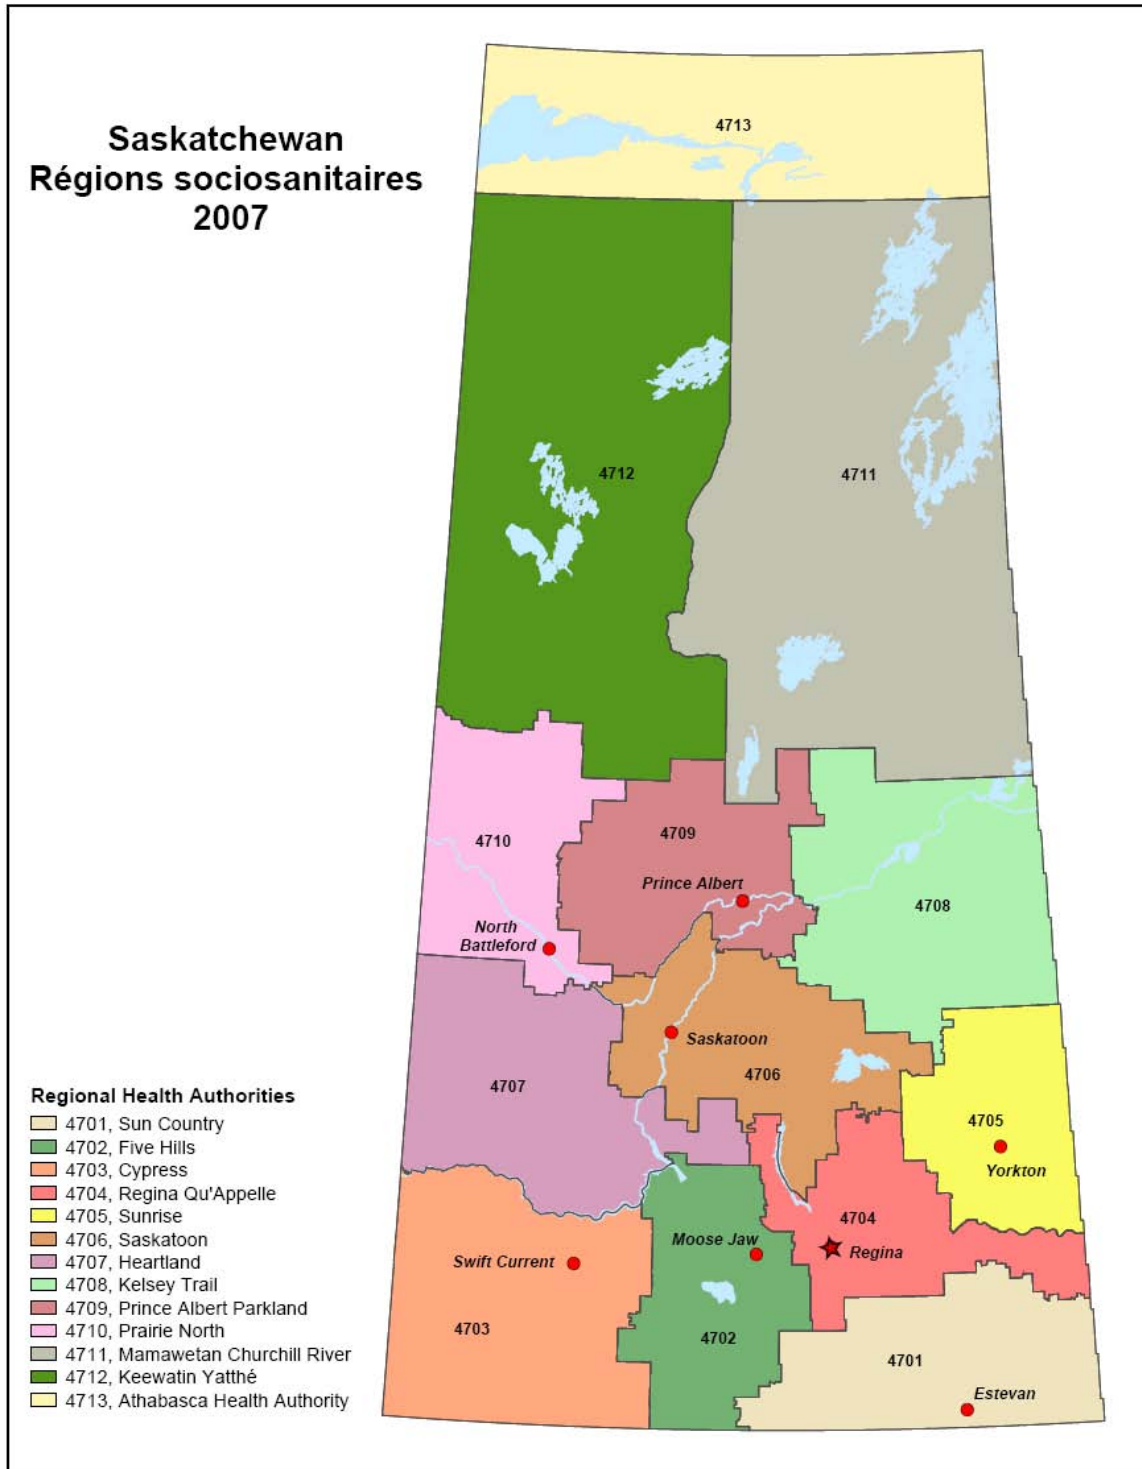 Saskatchewan
Régions sociosanitaires
2007
4713
4712
4711
4710
4709
Prince Albert
4708
North
Battleford
Saskatoon
4706
4707
4705
Yorkton
4704
Moose Jaw
Regina
Swift Current
4703
4702
4701
Estevan
Regional Health Authorities
4701, Sun Country
4702, Five Hills
4703, Cypress
4704, Regina Qu'Appelle
4705, Sunrise
4706, Saskatoon
4707, Heartland
4708, Kelsey Trail
4709, Prince Albert Parkland
4710, Prairie North
4711, Mamawetan Churchill River
4712, Keewatin Yatthé
4713, Athabasca Health Authority